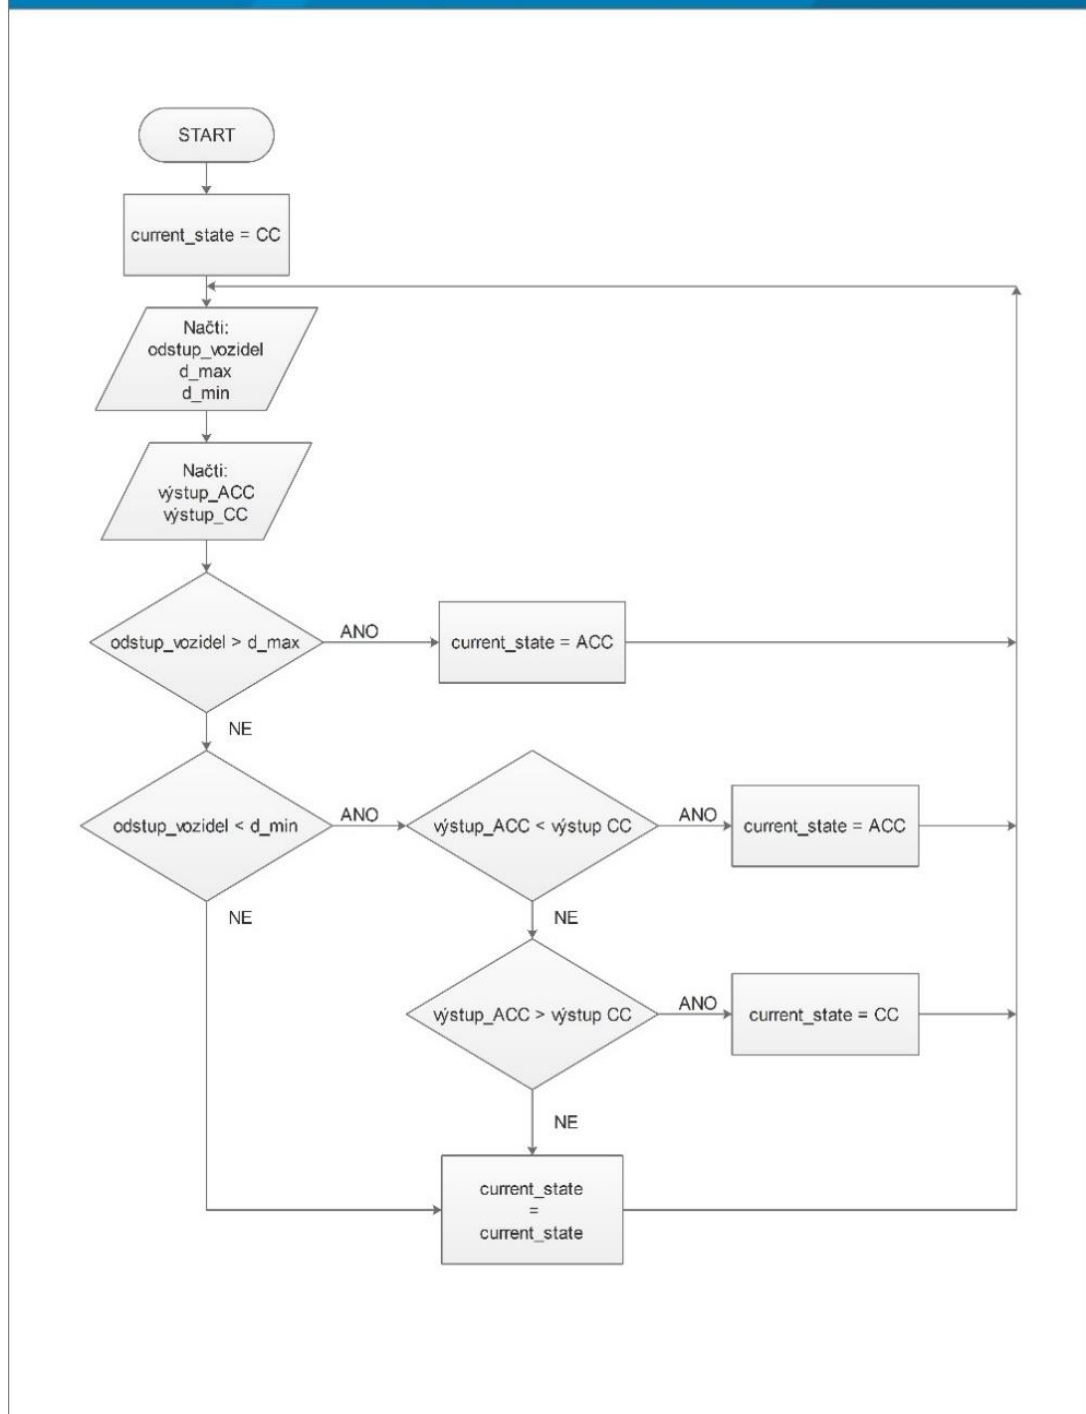 START
current_state = CC
Načti:
odstup_vozidel
d_max
d_min
Načti:
výstup_ACC
výstup_CC
odstup_vozidel > d_max
ANO
current_state = ACC
NE
odstup_vozidel < d_min
ANO
výstup_ACC < výstup CC
ANO
current_state = ACC
NE
NE
výstup_ACC > výstup CC
ANO
current_state = CC
NE
current_state
=
current_state